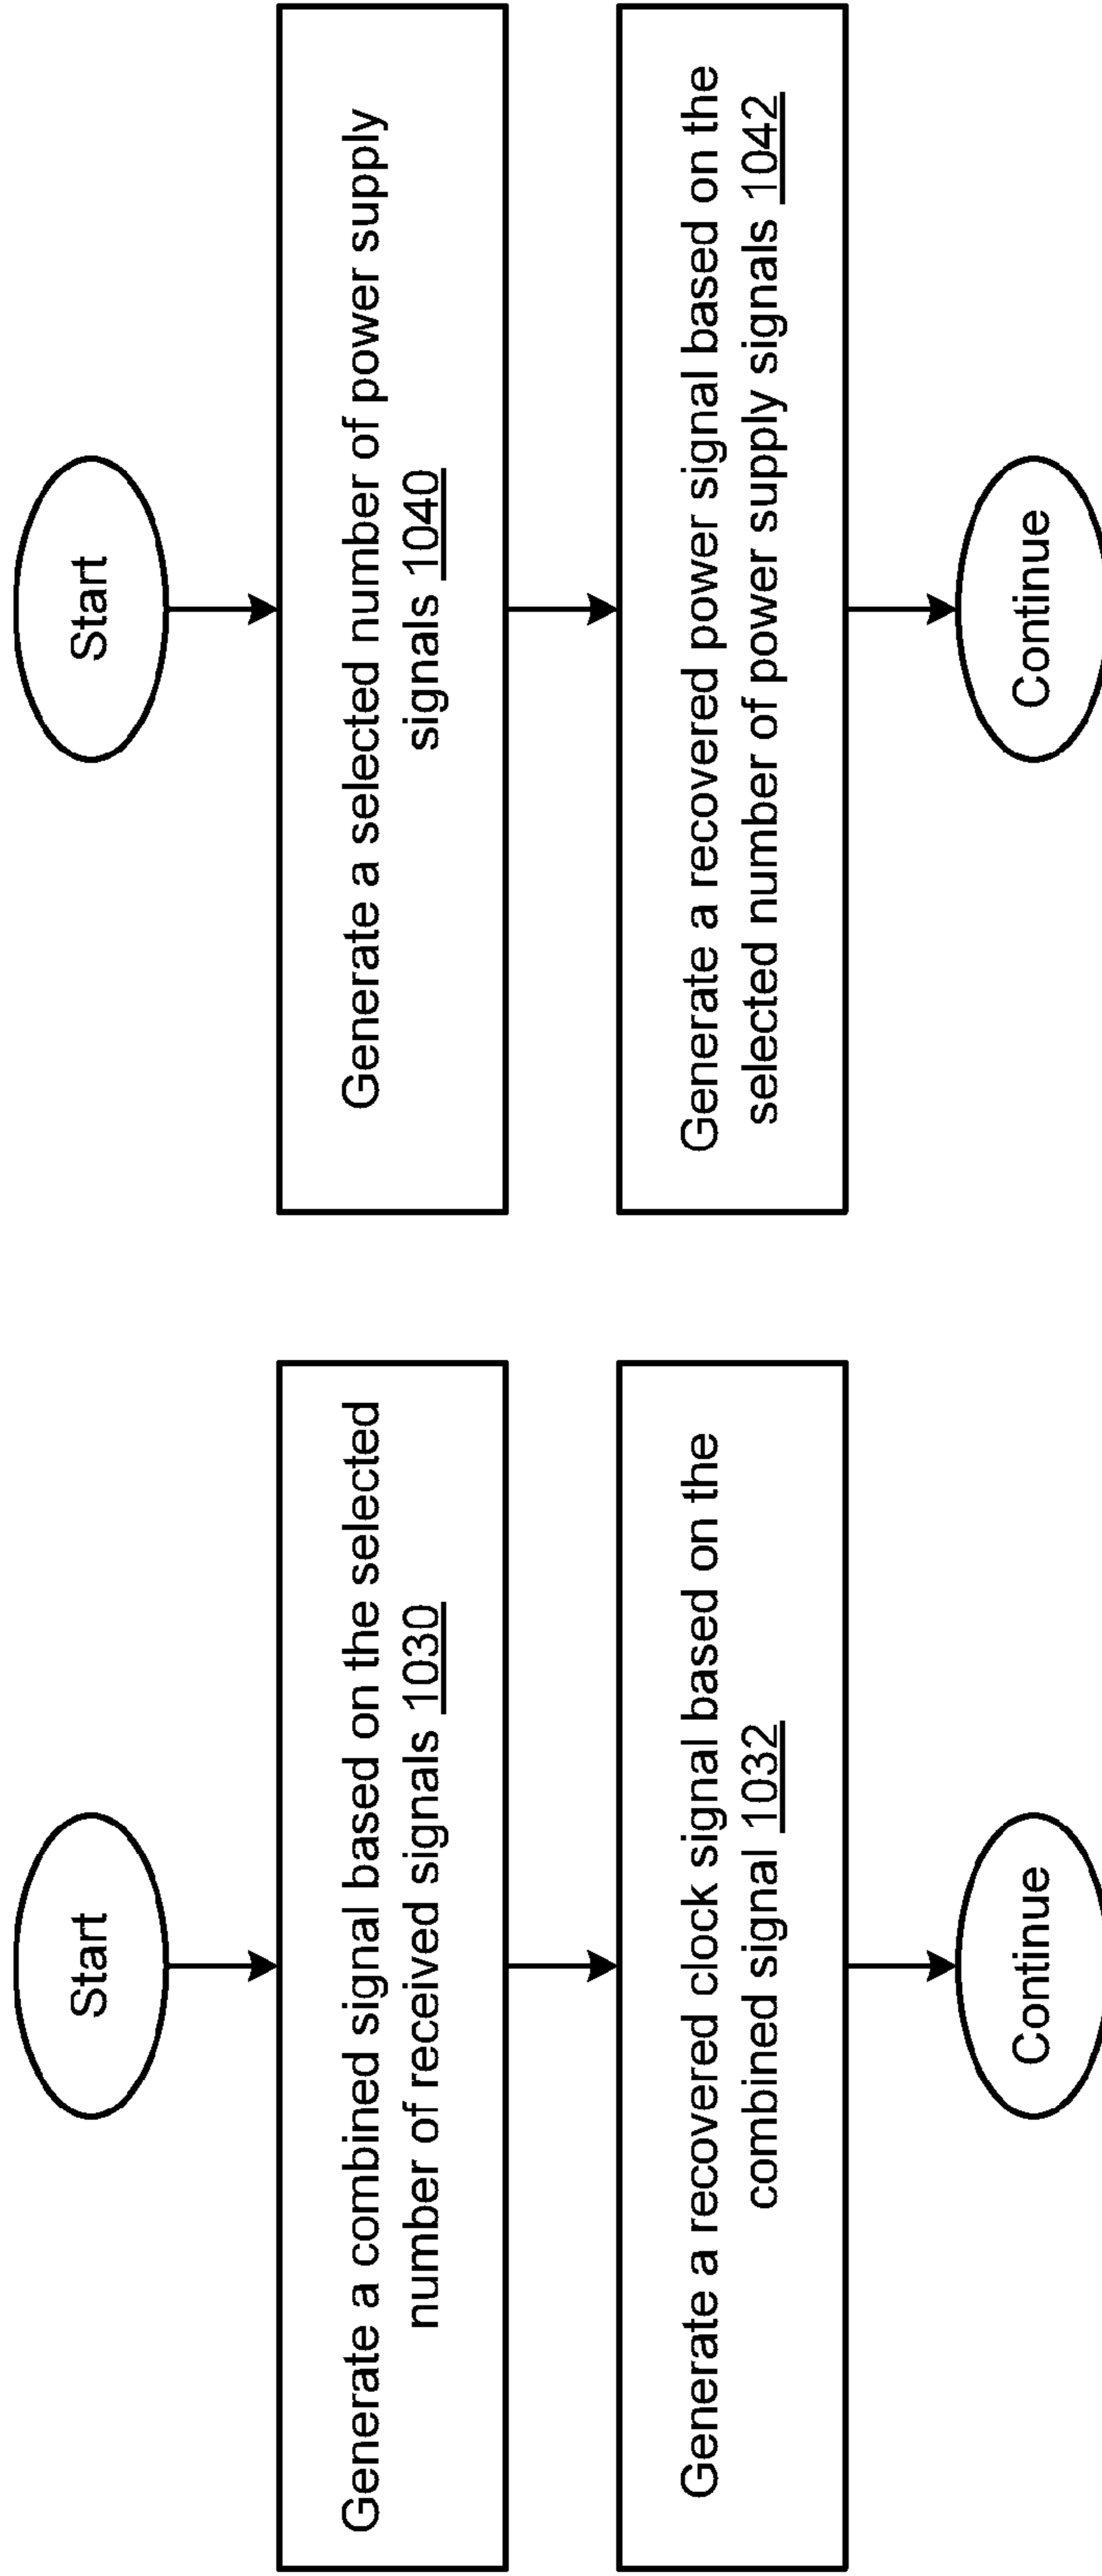 Start
Generate a combined signal based on the selected
number of received signals 1030
Generate a recovered clock signal based on the
combined signal 1032
Continue
Start
Generate a selected number of power supply
signals 1040
Generate a recovered power signal based on the
selected number of power supply signals 1042
Continue